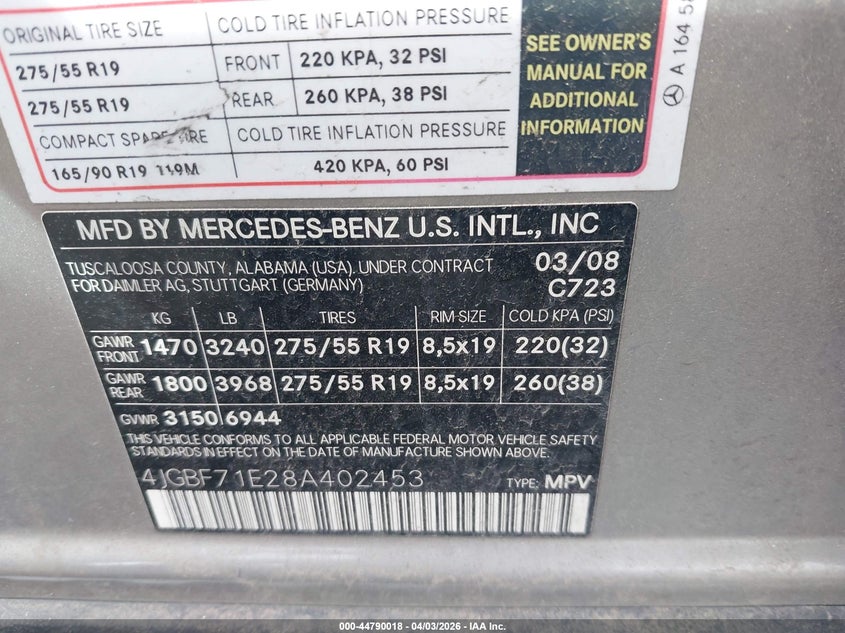 ORIGINAL TIRE SIZE COLD TIRE INFLATION PRESSURE
275/55 R19 FRONT 220 KPA, 32 PSI
275/55 R19 REAR 260 KPA, 38 PSI
COMPACT SPARE TIRE COLD TIRE INFLATION PRESSURE
165/90 R19 119M 420 KPA, 60 PSI
SEE OWNER'S
MANUAL FOR
ADDITIONAL
INFORMATION
A 164 58
MFD BY MERCEDES-BENZ U.S. INTL., INC
TUSCALOOSA COUNTY, ALABAMA (USA). UNDER CONTRACT 03/08
FOR DAIMLER AG, STUTTGART (GERMANY) C723
KG LB TIRES RIM SIZE COLD KPA (PSI)
GAWR FRONT 1470 3240 275/55 R19 8,5x19 220(32)
GAWR REAR 1800 3968 275/55 R19 8,5x19 260(38)
GVWR 3150 6944
THIS VEHICLE CONFORMS TO ALL APPLICABLE FEDERAL MOTOR VEHICLE SAFETY
STANDARDS IN EFFECT ON THE DATE OF MANUFACTURE SHOWN ABOVE.
4JGBF71E28A402453 TYPE: MPV
000-44790018 - 04/03/2026 - IAA Inc.